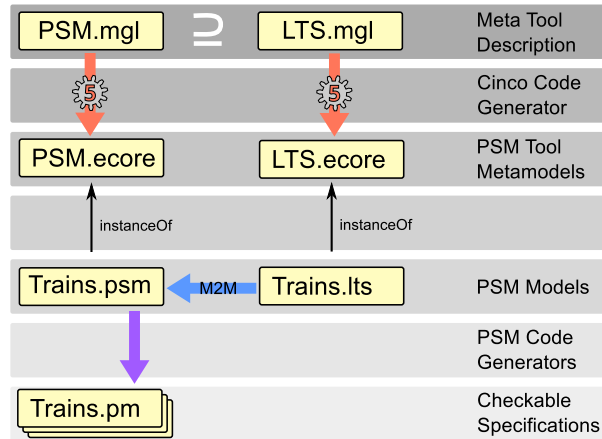 PSM.mgl ⊇ LTS.mgl Meta Tool
Description
5 5 Cinco Code
Generator
PSM.ecore LTS.ecore PSM Tool
Metamodels
instanceOf instanceOf
Trains.psm M2M Trains.lts PSM Models
PSM Code
Generators
Trains.pm Checkable
Specifications